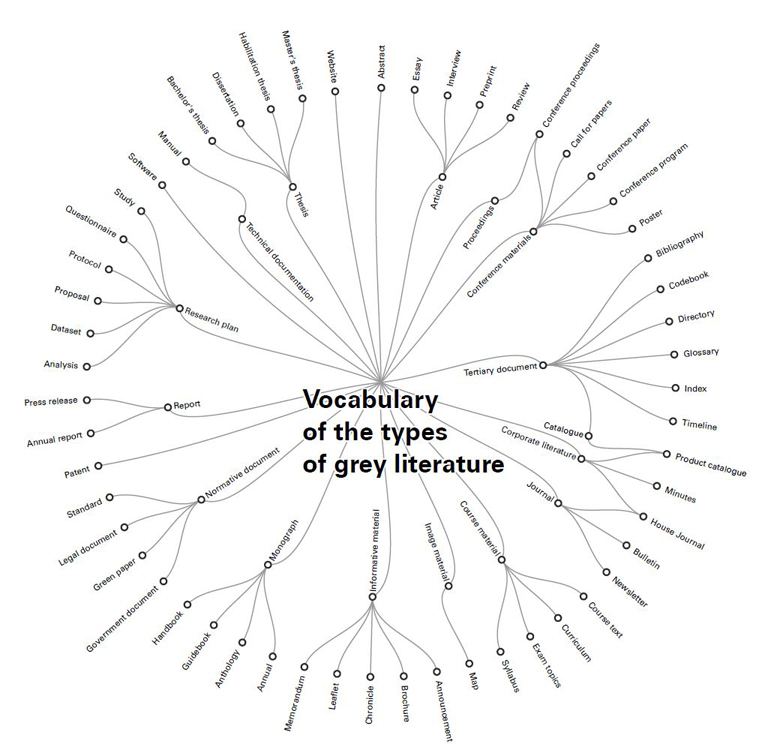 Vocabulary
of the types
of grey literature
Website
Abstract
Article
Essay
Interview
Preprint
Review
Proceedings
Conference proceedings
Conference materials
Call for papers
Conference paper
Conference program
Poster
Tertiary document
Bibliography
Codebook
Directory
Glossary
Index
Timeline
Catalogue
Product catalogue
Corporate literature
Minutes
House Journal
Journal
Bulletin
Newsletter
Course material
Course text
Curriculum
Exam topics
Syllabus
Image material
Map
Informative material
Announcement
Brochure
Chronicle
Leaflet
Memorandum
Monograph
Annual
Anthology
Guidebook
Handbook
Normative document
Government document
Green paper
Legal document
Standard
Patent
Report
Annual report
Press release
Research plan
Analysis
Dataset
Proposal
Protocol
Questionnaire
Study
Software
Technical documentation
Manual
Thesis
Bachelor's thesis
Dissertation
Habilitation thesis
Master's thesis